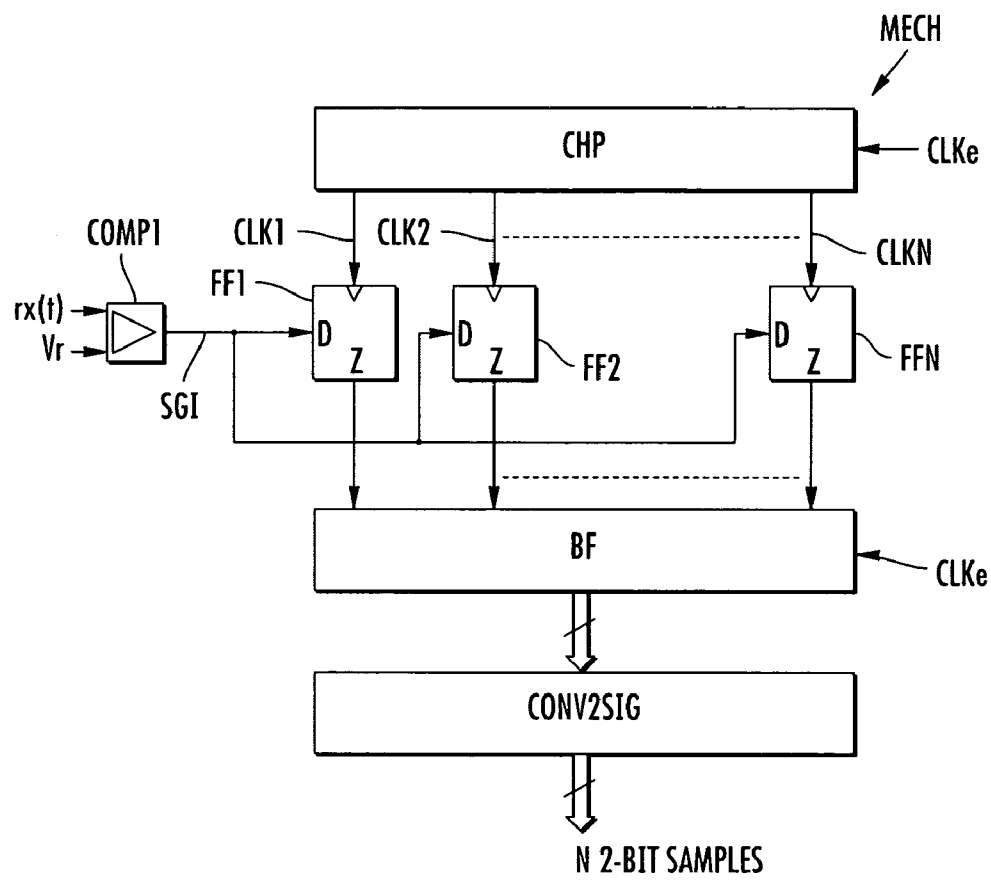 MECH
CHP
CLKe
COMP1
CLK1
CLK2
CLKN
rx(t)
Vr
FF1
D
Z
D
Z
FF2
D
Z
FFN
SGI
BF
CLKe
CONV2SIG
N 2-BIT SAMPLES